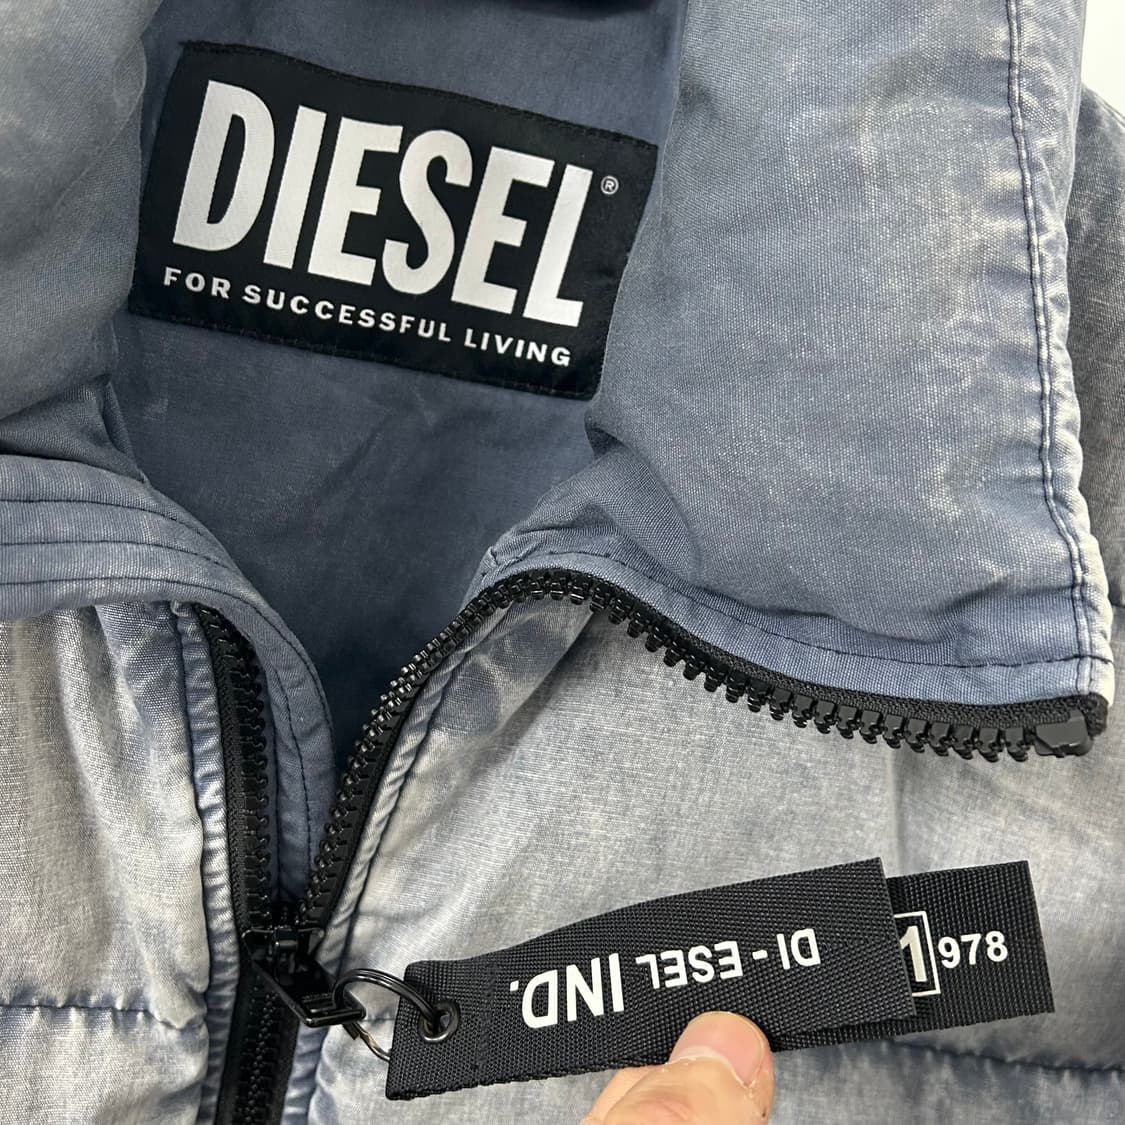 DIESEL®
FOR SUCCESSFUL LIVING
DI-ESEL IND.
1978